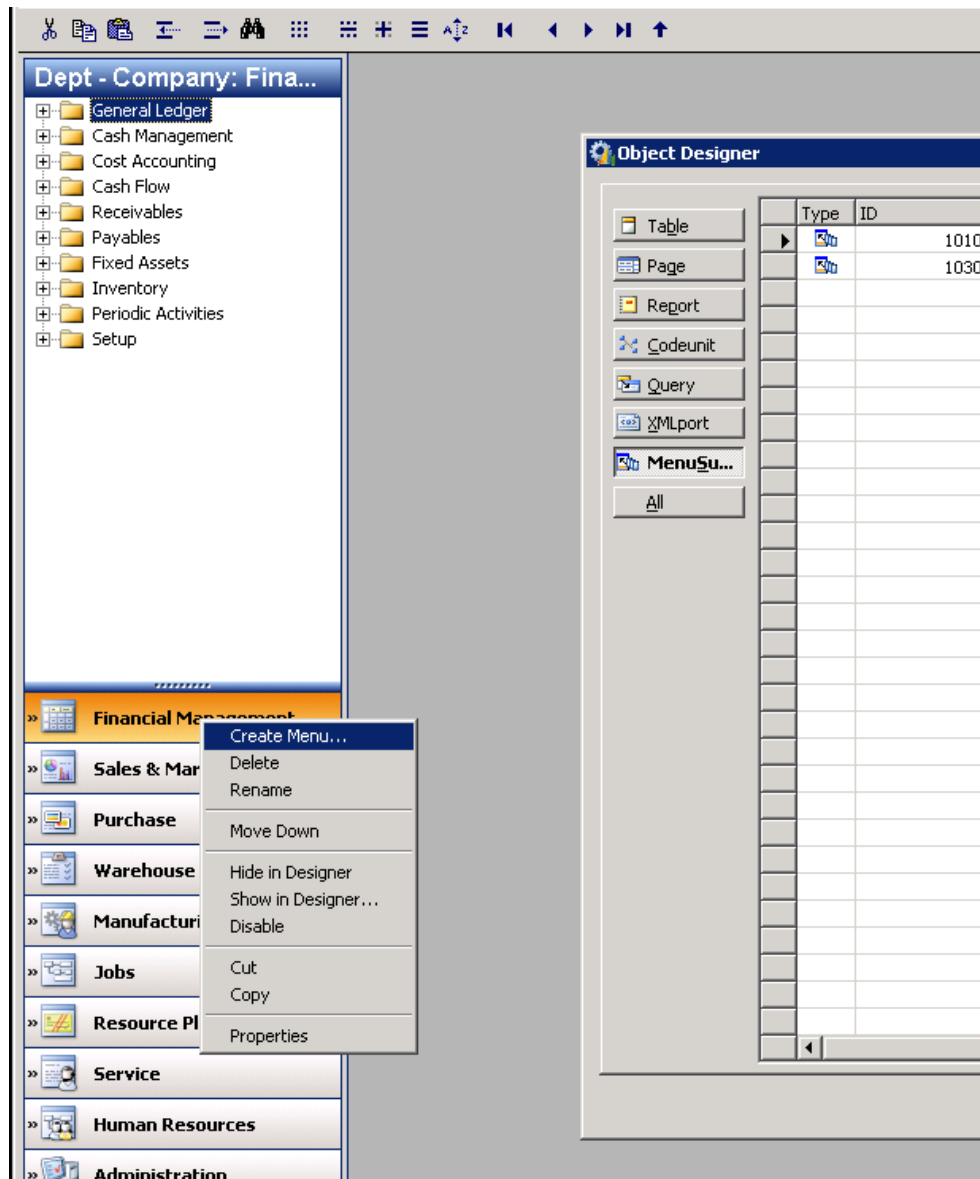 Dept - Company: Fina...
General Ledger
Cash Management
Cost Accounting
Cash Flow
Receivables
Payables
Fixed Assets
Inventory
Periodic Activities
Setup
Financial Management
Sales & Mar
Purchase
Warehouse
Manufacturi
Jobs
Resource Pl
Service
Human Resources
Administration
Create Menu...
Delete
Rename
Move Down
Hide in Designer
Show in Designer...
Disable
Cut
Copy
Properties
Object Designer
Table
Page
Report
Codeunit
Query
XMLport
MenuSu...
All
Type ID
1010
1030